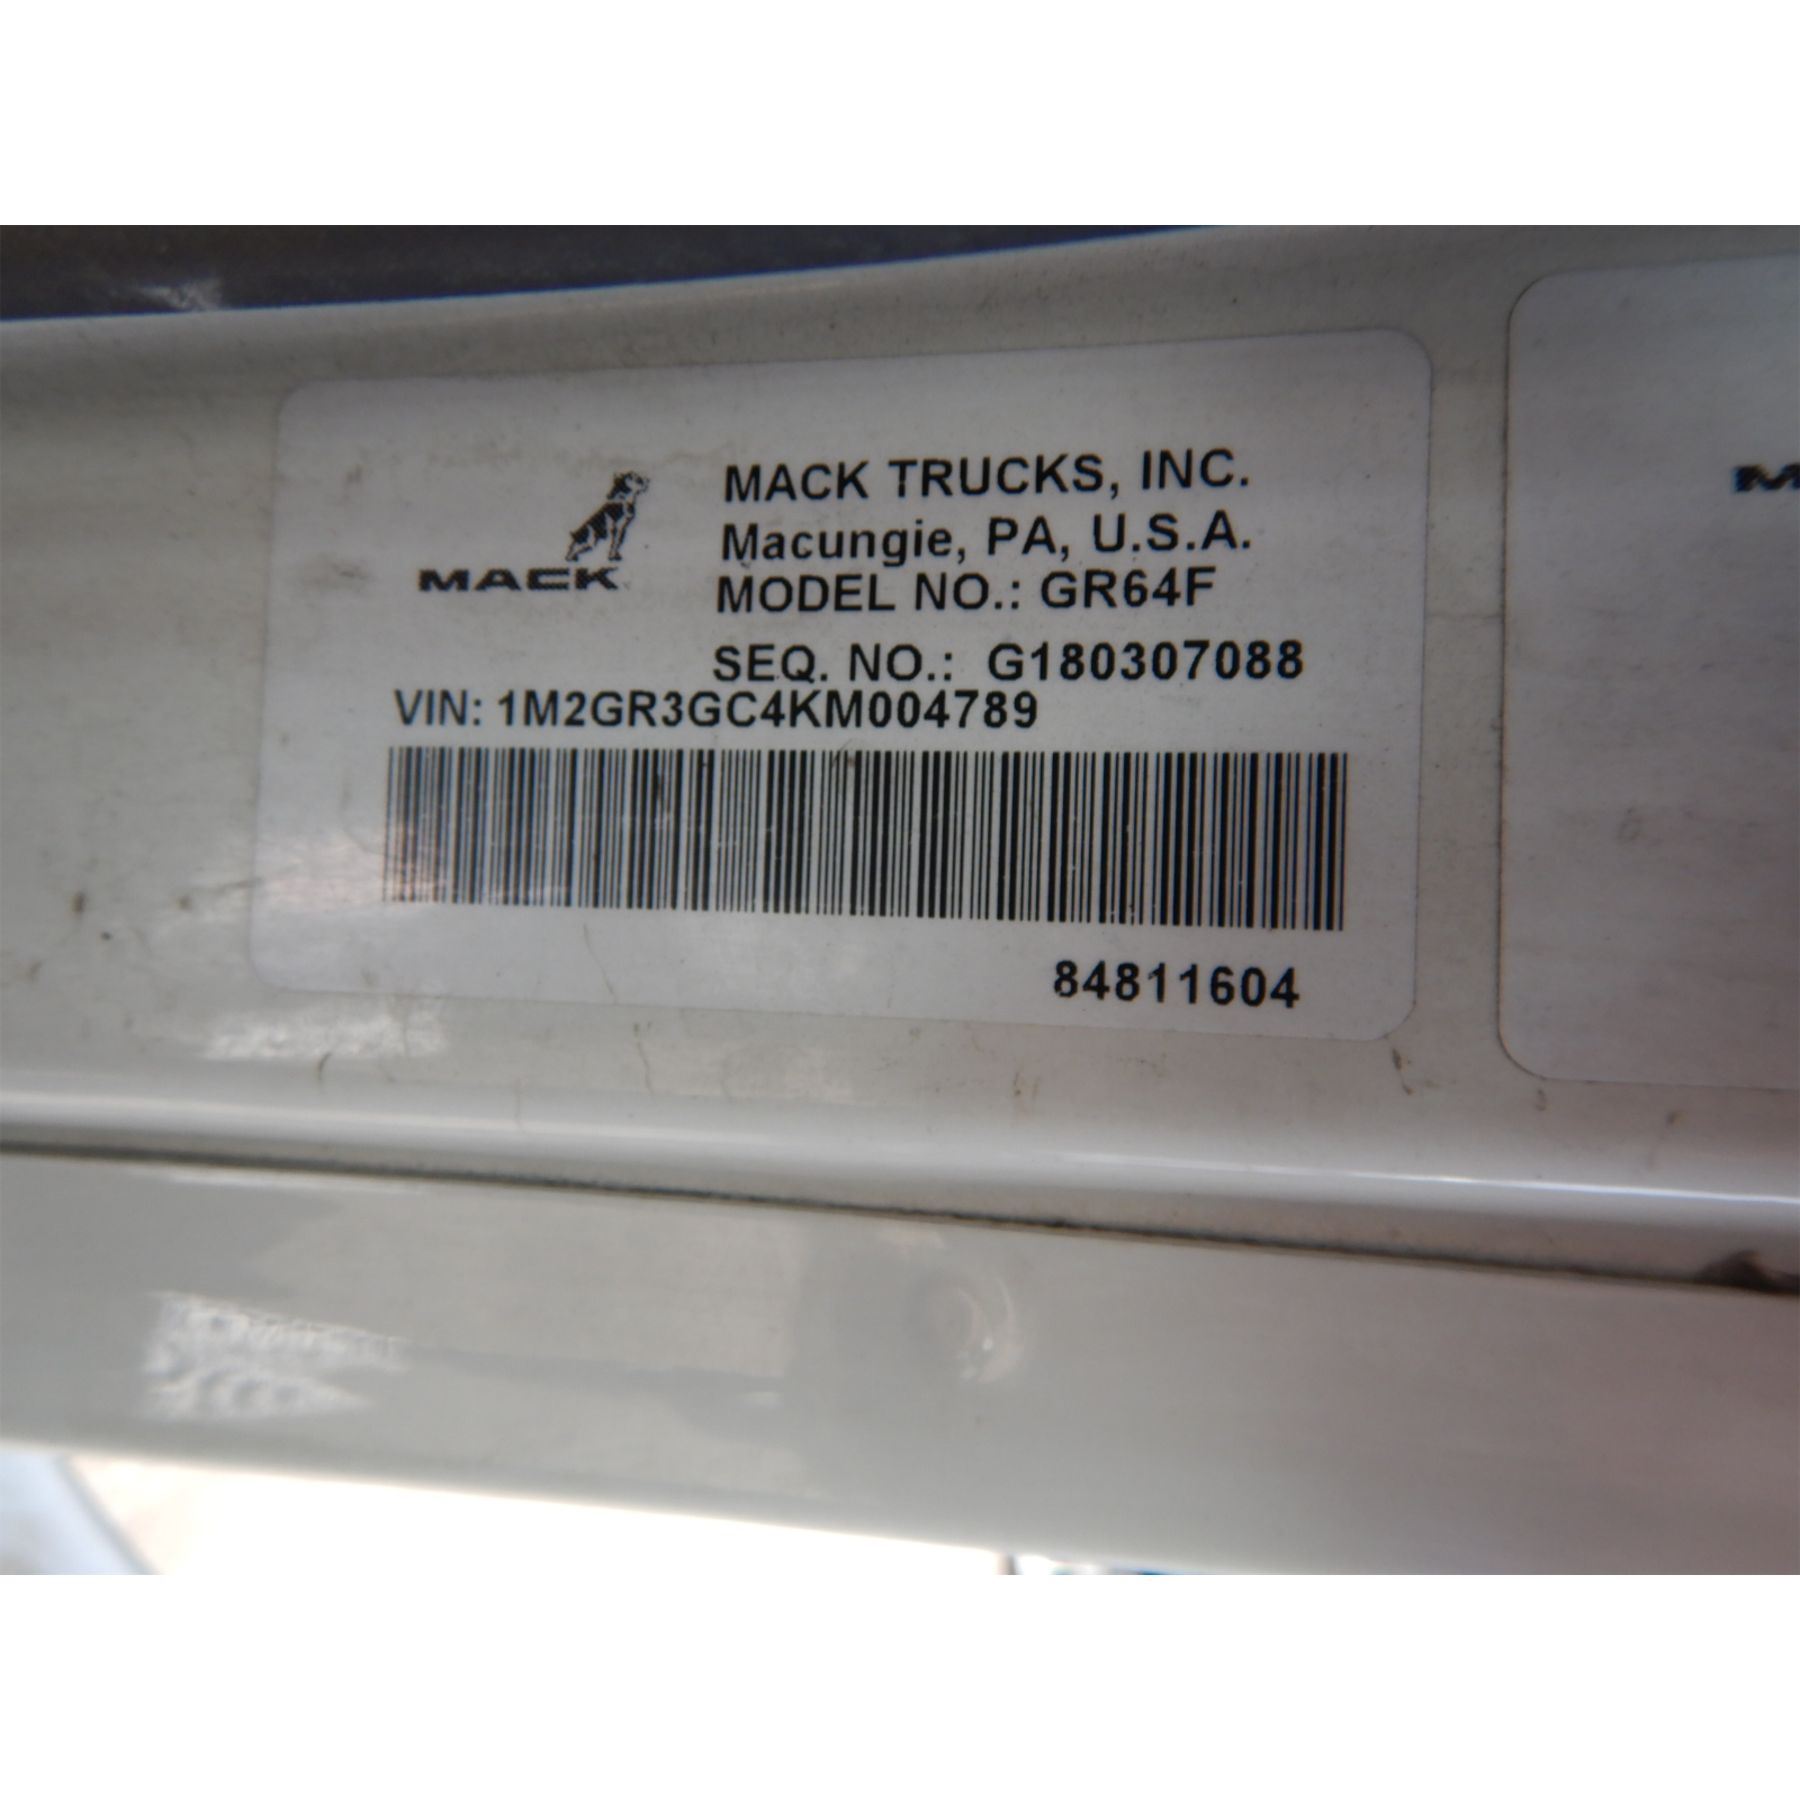 MACK
MACK TRUCKS, INC.
Macungie, PA, U.S.A.
MODEL NO.: GR64F
SEQ. NO.: G180307088
VIN: 1M2GR3GC4KM004789
84811604